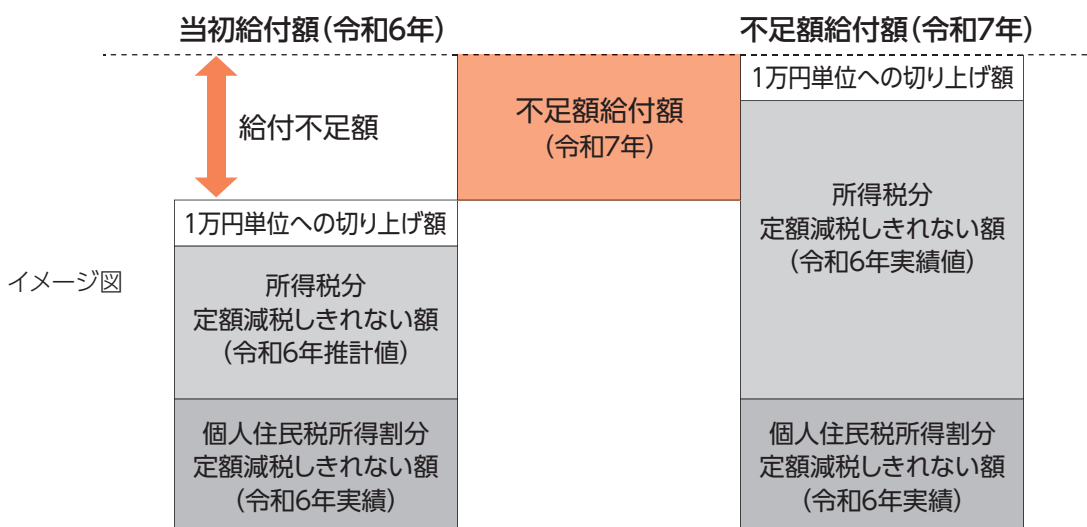 当初給付額(令和6年)
不足額給付額(令和7年)
給付不足額
不足額給付額
(令和7年)
1万円単位への切り上げ額
1万円単位への切り上げ額
所得税分
定額減税しきれない額
(令和6年実績値)
イメージ図
所得税分
定額減税しきれない額
(令和6年推計値)
個人住民税所得割分
定額減税しきれない額
(令和6年実績)
個人住民税所得割分
定額減税しきれない額
(令和6年実績)